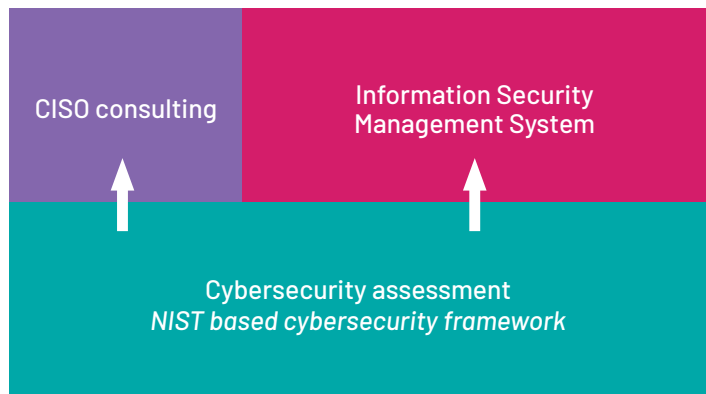 CISO consulting
Information Security
Management System
Cybersecurity assessment
NIST based cybersecurity framework